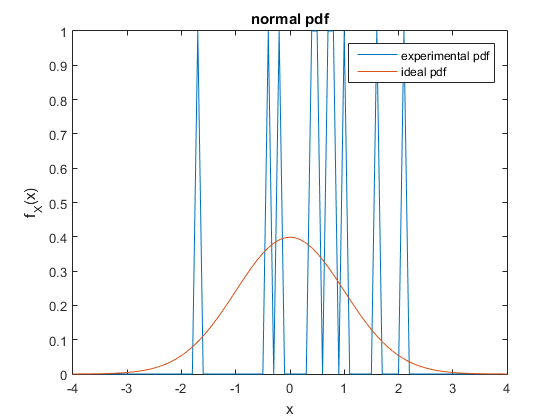 normal pdf
1
0.9
0.8
0.7
0.6
0.5
0.4
0.3
0.2
0.1
0
f_X(x)
experimental pdf
ideal pdf
-4 -3 -2 -1 0 1 2 3 4
x